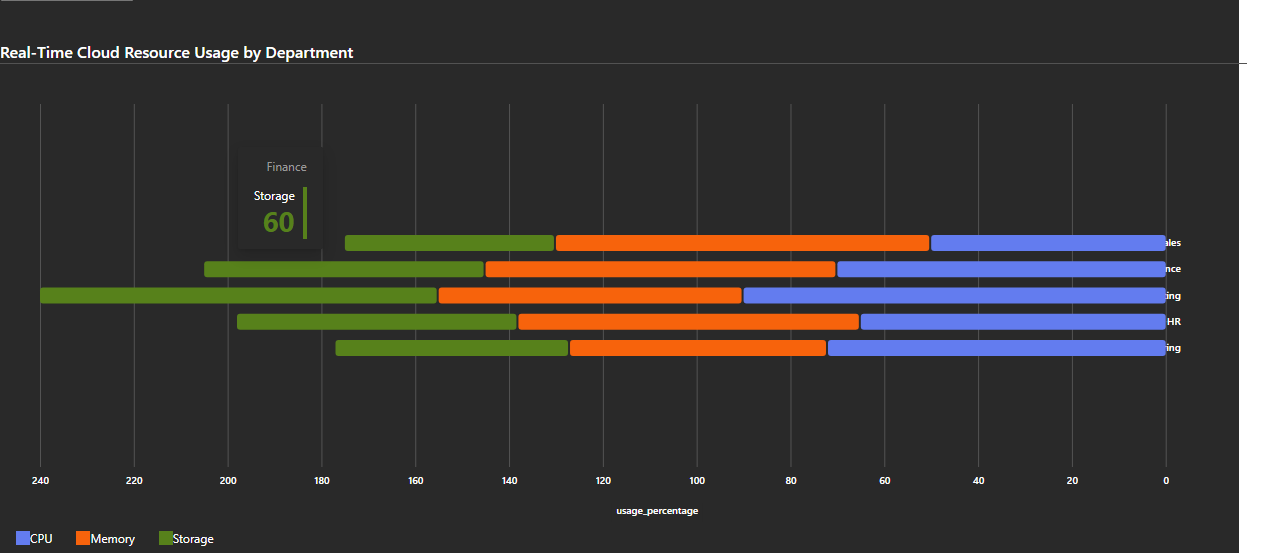 Real-Time Cloud Resource Usage by Department
Finance
Storage
60
ales
nce
ing
HR
ing
240 220 200 180 160 140 120 100 80 60 40 20 0
usage_percentage
CPU Memory Storage